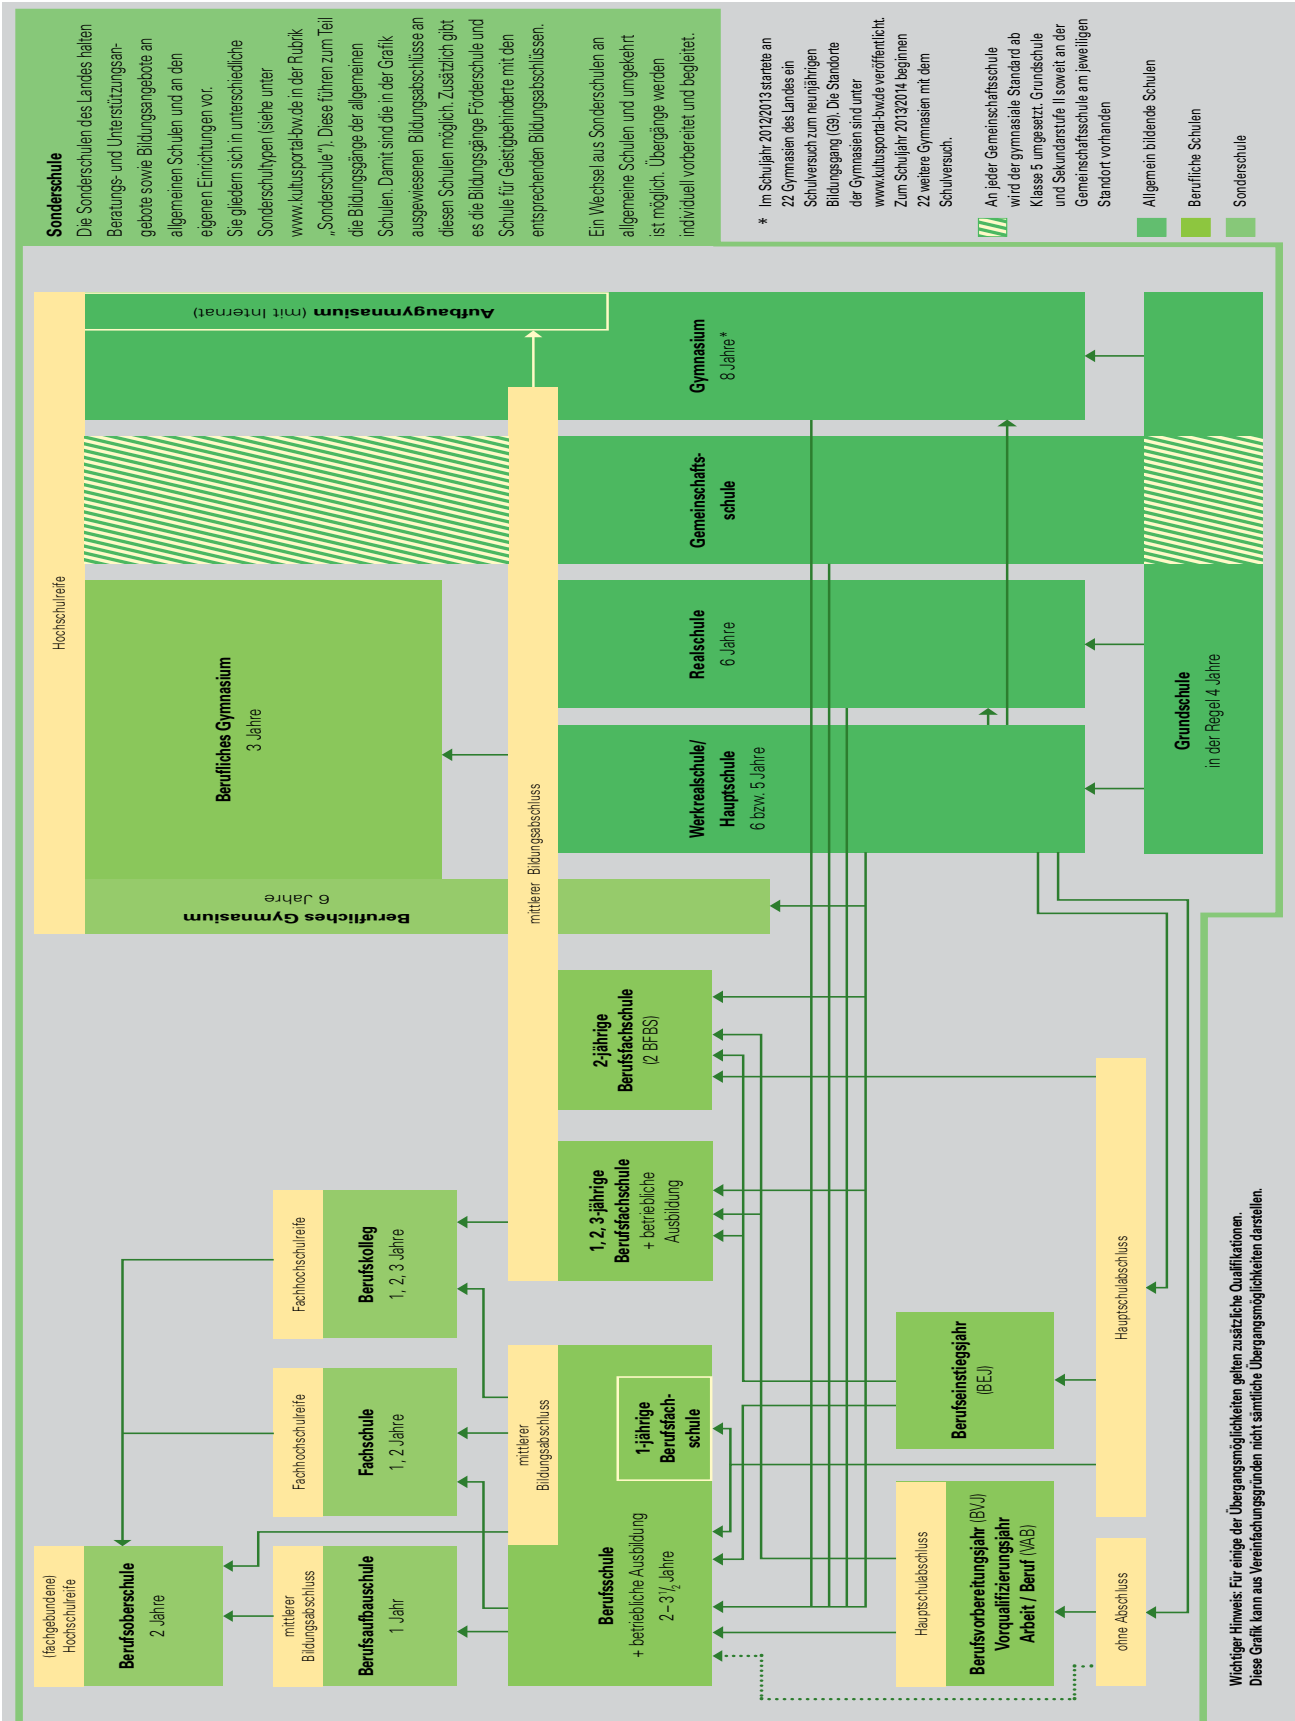 (fachgebundene)
Hochschulreife
Berufsoberschule
2 Jahre
mittlerer
Bildungsabschluss
Berufsaufbauschule
1 Jahr
Fachhochschulreife
Fachschule
1, 2 Jahre
Fachhochschulreife
Berufskolleg
1, 2, 3 Jahre
Hochschulreife
Berufliches Gymnasium
6 Jahre
Berufliches Gymnasium
3 Jahre
Aufbaugymnasium (mit Internat)
mittlerer
Bildungsabschluss
Berufsschule
+ betriebliche Ausbildung
2 – 3 1/2 Jahre
1-jährige
Berufsfach-
schule
mittlerer Bildungsabschluss
1, 2, 3-jährige
Berufsfachschule
+ betriebliche
Ausbildung
2-jährige
Berufsfachschule
(2 BFBS)
Werkrealschule/
Hauptschule
6 bzw. 5 Jahre
Realschule
6 Jahre
Gemeinschafts-
schule
Gymnasium
8 Jahre*
Hauptschulabschluss
Berufsvorbereitungsjahr (BVJ)
Vorqualifizierungsjahr
Arbeit / Beruf (VAB)
Berufseinstiegsjahr
(BEJ)
ohne Abschluss
Hauptschulabschluss
Grundschule
in der Regel 4 Jahre
Wichtiger Hinweis: Für einige der Übergangsmöglichkeiten gelten zusätzliche Qualifikationen.
Diese Grafik kann aus Vereinfachungsgründen nicht sämtliche Übergangsmöglichkeiten darstellen.
Sonderschule
Die Sonderschulen des Landes halten
Beratungs- und Unterstützungsan-
gebote sowie Bildungsangebote an
allgemeinen Schulen und an den
eigenen Einrichtungen vor.
Sie gliedern sich in unterschiedliche
Sonderschultypen (siehe unter
www.kultusportal-bw.de in der Rubrik
„Sonderschule"). Diese führen zum Teil
die Bildungsgänge der allgemeinen
Schulen. Damit sind die in der Grafik
ausgewiesenen Bildungsabschlüsse an
diesen Schulen möglich. Zusätzlich gibt
es die Bildungsgänge Förderschule und
Schule für Geistigbehinderte mit den
entsprechenden Bildungsabschlüssen.
Ein Wechsel aus Sonderschulen an
allgemeine Schulen und umgekehrt
ist möglich. Übergänge werden
individuell vorbereitet und begleitet.
* Im Schuljahr 2012/2013 startete an
22 Gymnasien des Landes ein
Schulversuch zum neunjährigen
Bildungsgang (G9). Die Standorte
der Gymnasien sind unter
www.kultusportal-bw.de veröffentlicht.
Zum Schuljahr 2013/2014 beginnen
22 weitere Gymnasien mit dem
Schulversuch.
An jeder Gemeinschaftsschule
wird der gymnasiale Standard ab
Klasse 5 umgesetzt. Grundschule
und Sekundarstufe II soweit an der
Gemeinschaftsschule am jeweiligen
Standort vorhanden
Allgemein bildende Schulen
Berufliche Schulen
Sonderschule